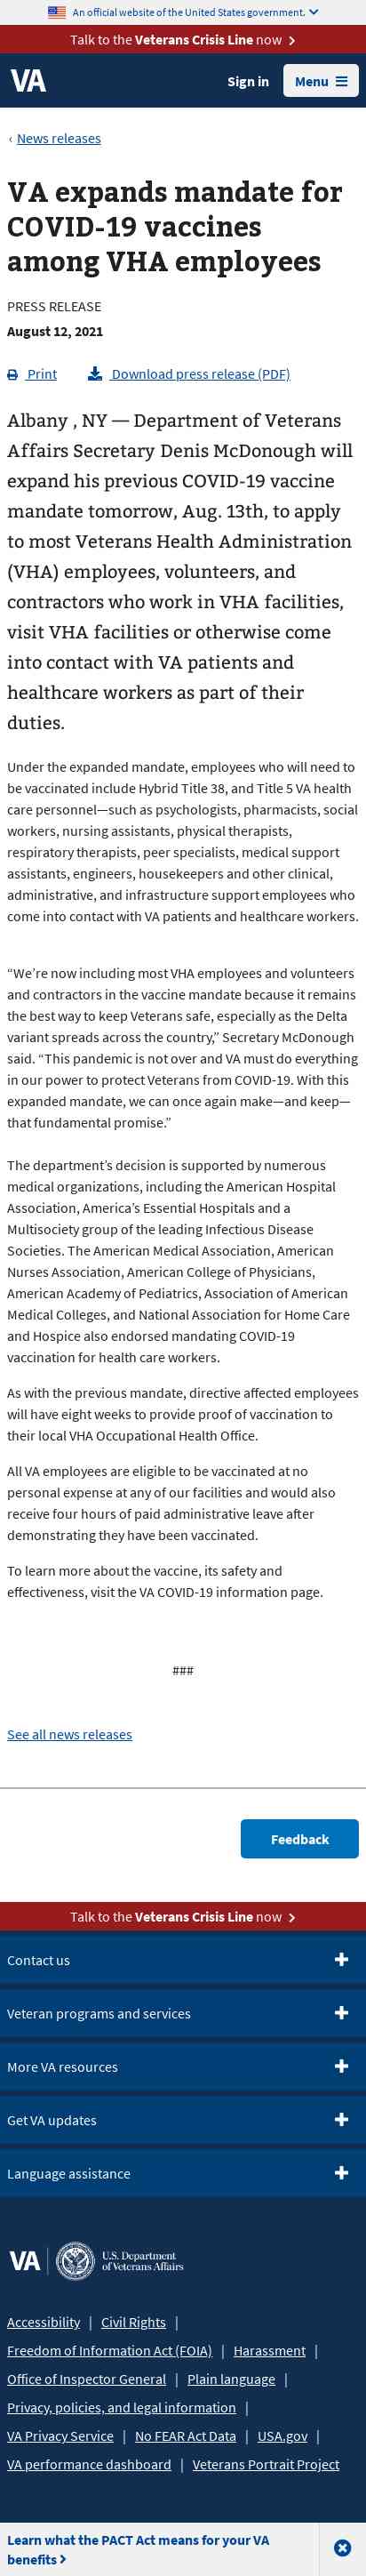 An official website of the United States government.
Talk to the Veterans Crisis Line now
VA
Sign in
Menu
‹ News releases
VA expands mandate for
COVID-19 vaccines
among VHA employees
PRESS RELEASE
August 12, 2021
Print
Download press release (PDF)
Albany , NY — Department of Veterans
Affairs Secretary Denis McDonough will
expand his previous COVID-19 vaccine
mandate tomorrow, Aug. 13th, to apply
to most Veterans Health Administration
(VHA) employees, volunteers, and
contractors who work in VHA facilities,
visit VHA facilities or otherwise come
into contact with VA patients and
healthcare workers as part of their
duties.
Under the expanded mandate, employees who will need to
be vaccinated include Hybrid Title 38, and Title 5 VA health
care personnel—such as psychologists, pharmacists, social
workers, nursing assistants, physical therapists,
respiratory therapists, peer specialists, medical support
assistants, engineers, housekeepers and other clinical,
administrative, and infrastructure support employees who
come into contact with VA patients and healthcare workers.
“We’re now including most VHA employees and volunteers
and contractors in the vaccine mandate because it remains
the best way to keep Veterans safe, especially as the Delta
variant spreads across the country,” Secretary McDonough
said. “This pandemic is not over and VA must do everything
in our power to protect Veterans from COVID-19. With this
expanded mandate, we can once again make—and keep—
that fundamental promise.”
The department’s decision is supported by numerous
medical organizations, including the American Hospital
Association, America’s Essential Hospitals and a
Multisociety group of the leading Infectious Disease
Societies. The American Medical Association, American
Nurses Association, American College of Physicians,
American Academy of Pediatrics, Association of American
Medical Colleges, and National Association for Home Care
and Hospice also endorsed mandating COVID-19
vaccination for health care workers.
As with the previous mandate, directive affected employees
will have eight weeks to provide proof of vaccination to
their local VHA Occupational Health Office.
All VA employees are eligible to be vaccinated at no
personal expense at any of our facilities and would also
receive four hours of paid administrative leave after
demonstrating they have been vaccinated.
To learn more about the vaccine, its safety and
effectiveness, visit the VA COVID-19 information page.
###
See all news releases
Feedback
Talk to the Veterans Crisis Line now
Contact us
Veteran programs and services
More VA resources
Get VA updates
Language assistance
VA
U.S. Department
of Veterans Affairs
Accessibility | Civil Rights |
Freedom of Information Act (FOIA) | Harassment |
Office of Inspector General | Plain language |
Privacy, policies, and legal information |
VA Privacy Service | No FEAR Act Data | USA.gov |
VA performance dashboard | Veterans Portrait Project
Learn what the PACT Act means for your VA
benefits